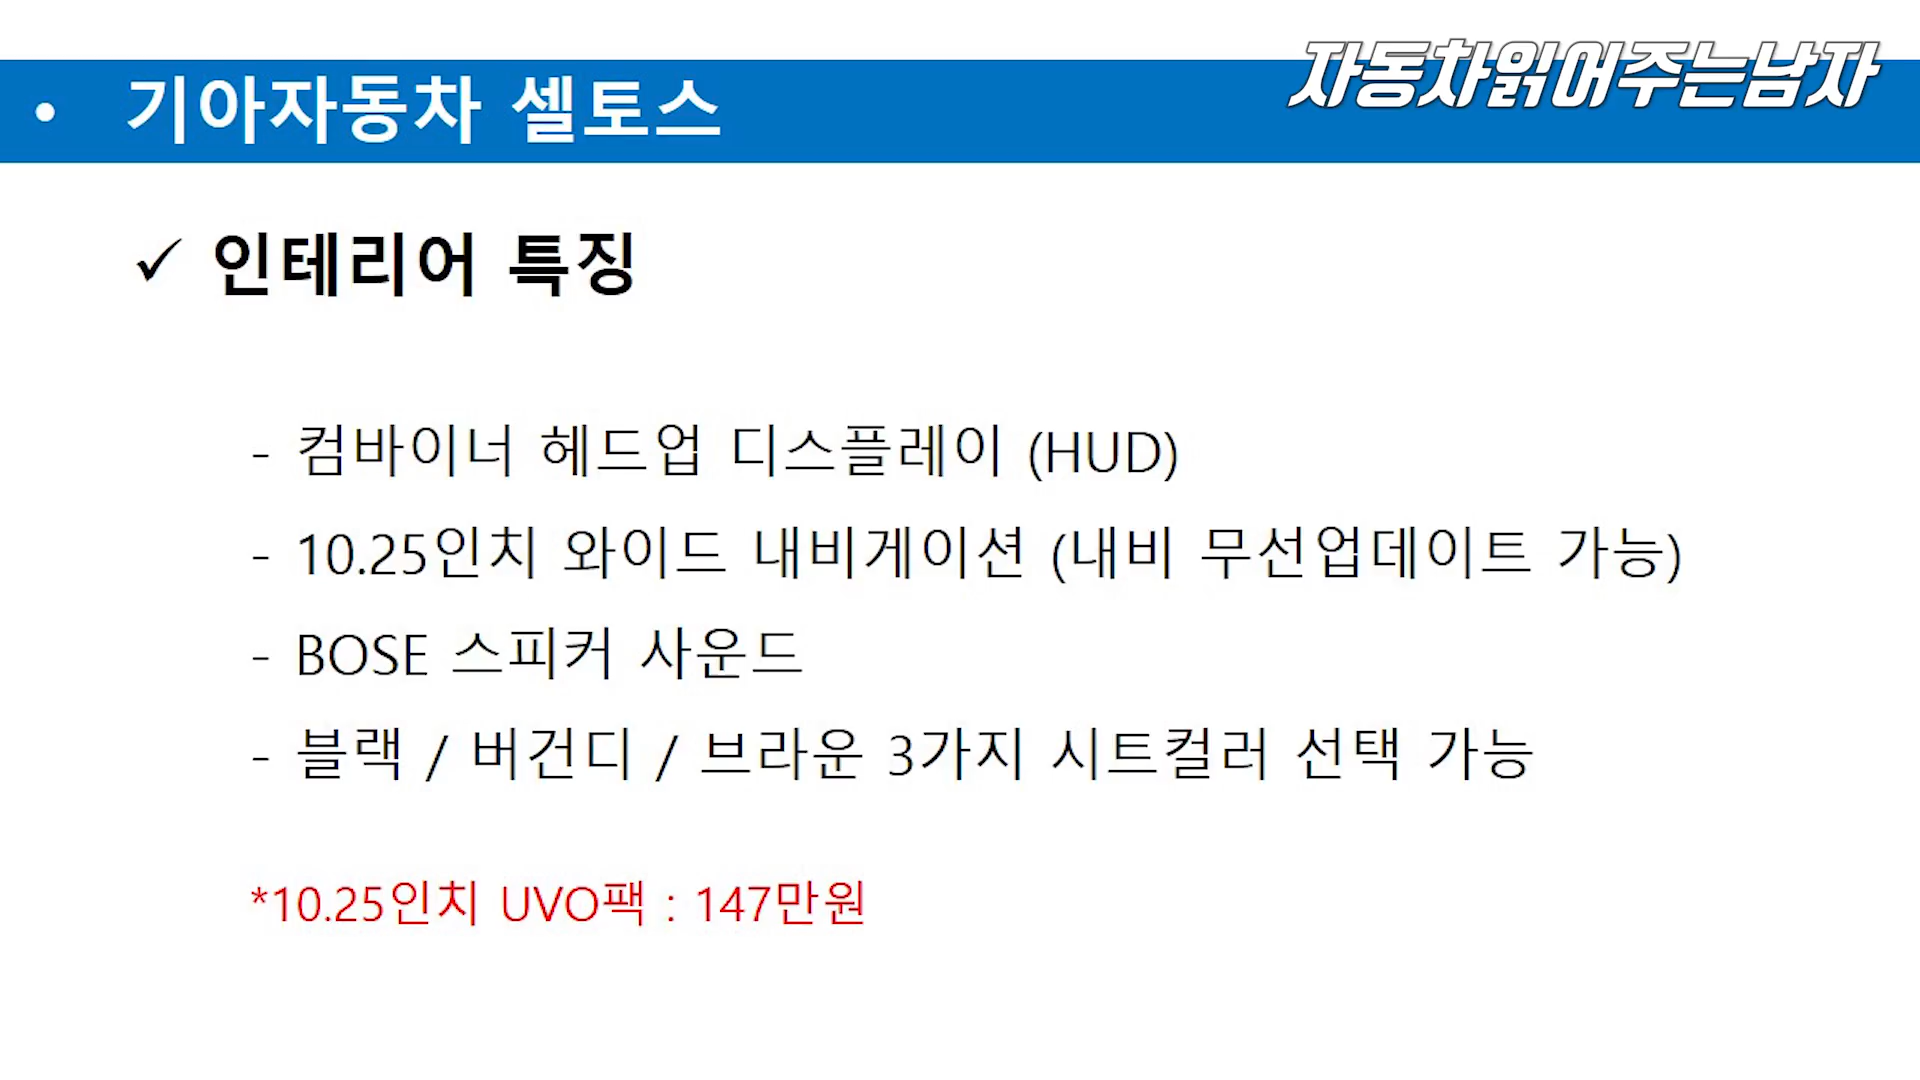 자동차읽어주는남자
• 기아자동차 셀토스
✓ 인테리어 특징
- 컴바이너 헤드업 디스플레이 (HUD)
- 10.25인치 와이드 내비게이션 (내비 무선업데이트 가능)
- BOSE 스피커 사운드
- 블랙 / 버건디 / 브라운 3가지 시트컬러 선택 가능
*10.25인치 UVO팩 : 147만원